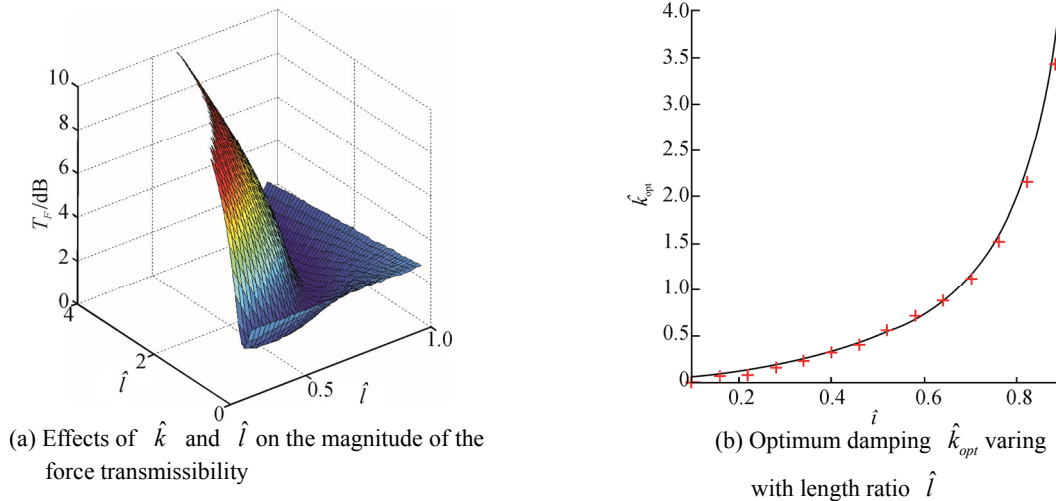 10
8
6
4
2
0
T_F/dB
4
2
0
l̂
0.5
1.0
l̂
(a) Effects of k̂ and l̂ on the magnitude of the
force transmissibility
4.0
3.5
3.0
2.5
2.0
1.5
1.0
0.5
0
k̂opt
0.2
0.4
0.6
0.8
l̂
(b) Optimum damping k̂opt varing
with length ratio l̂